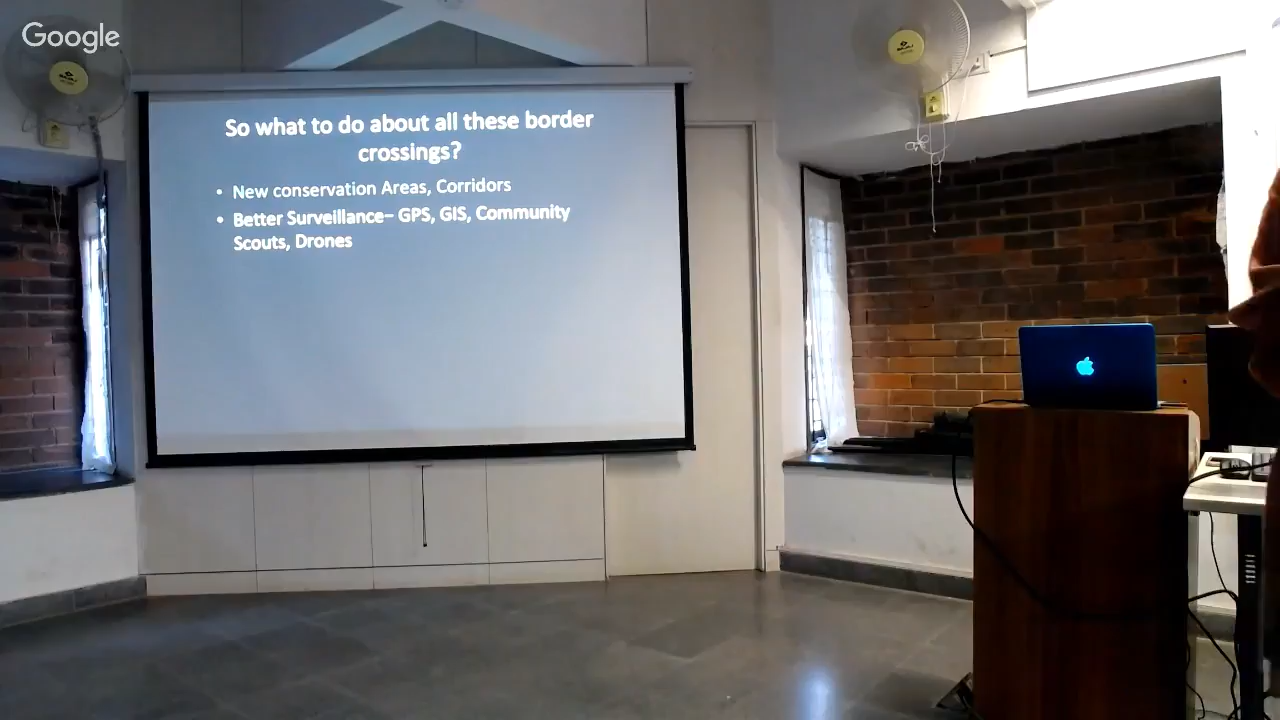 Google
So what to do about all these border
crossings?
• New conservation Areas, Corridors
• Better Surveillance– GPS, GIS, Community
Scouts, Drones